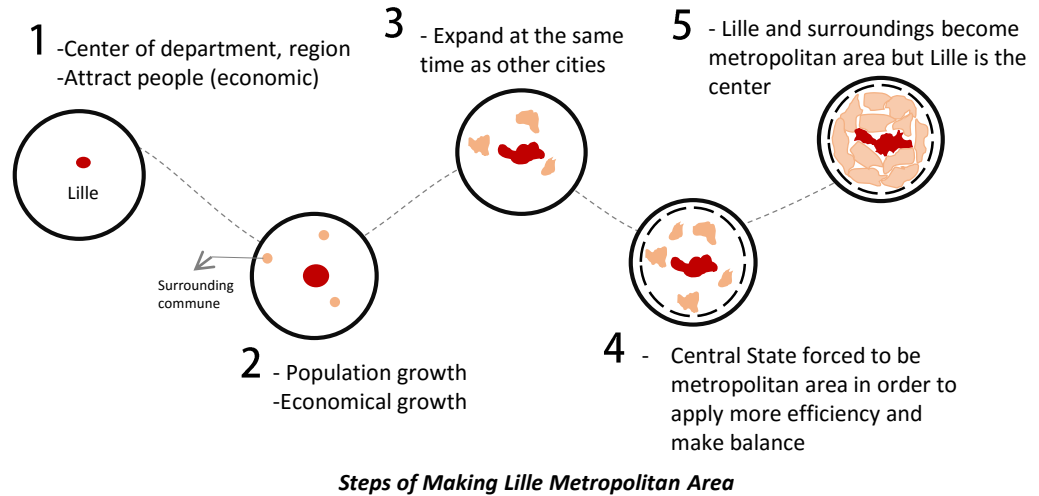 1 -Center of department, region
-Attract people (economic)
Lille
Surrounding
commune
2 - Population growth
-Economical growth
3 - Expand at the same
time as other cities
4 - Central State forced to be
metropolitan area in order to
apply more efficiency and
make balance
5 - Lille and surroundings become
metropolitan area but Lille is the
center
Steps of Making Lille Metropolitan Area